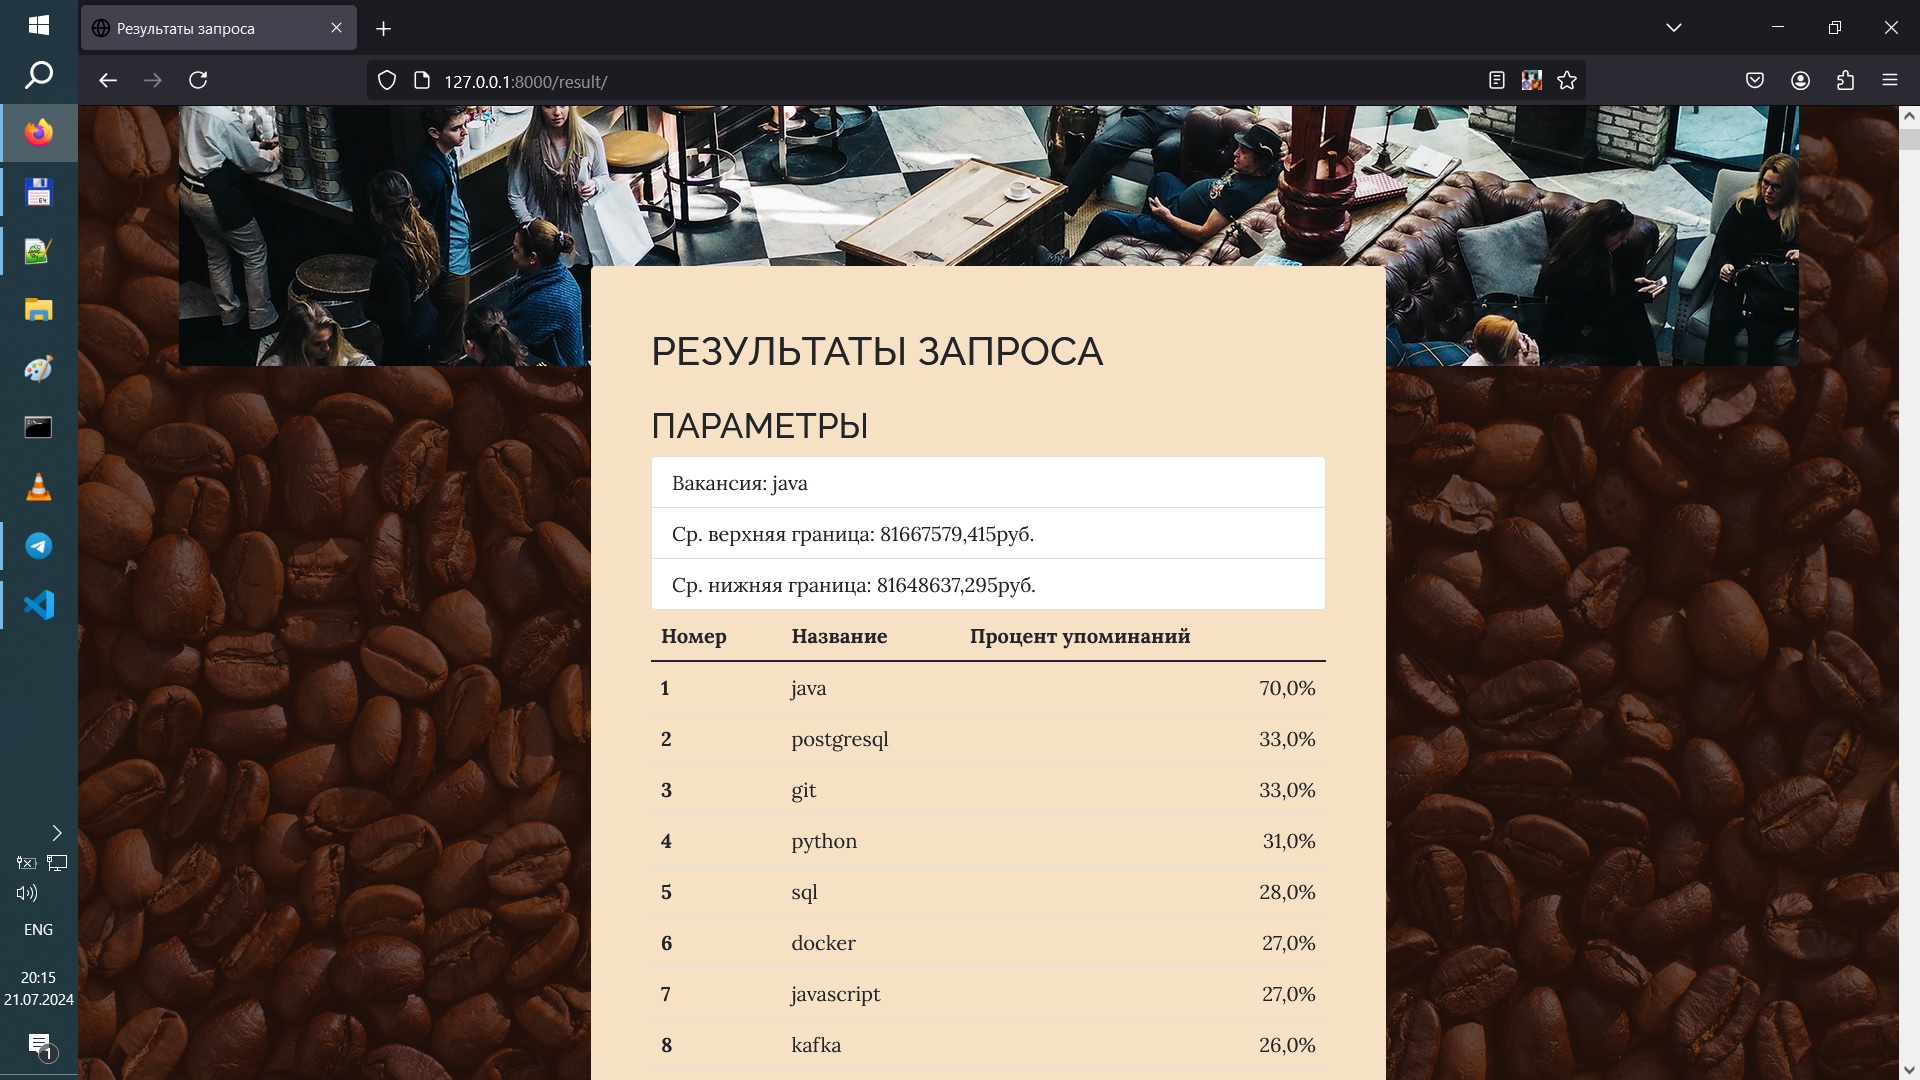 Результаты запроса
127.0.0.1:8000/result/
РЕЗУЛЬТАТЫ ЗАПРОСА
ПАРАМЕТРЫ
Вакансия: java
Ср. верхняя граница: 81667579,415руб.
Ср. нижняя граница: 81648637,295руб.
Номер Название Процент упоминаний
1 java 70,0%
2 postgresql 33,0%
3 git 33,0%
4 python 31,0%
5 sql 28,0%
6 docker 27,0%
7 javascript 27,0%
8 kafka 26,0%
64
ENG
20:15
21.07.2024
1